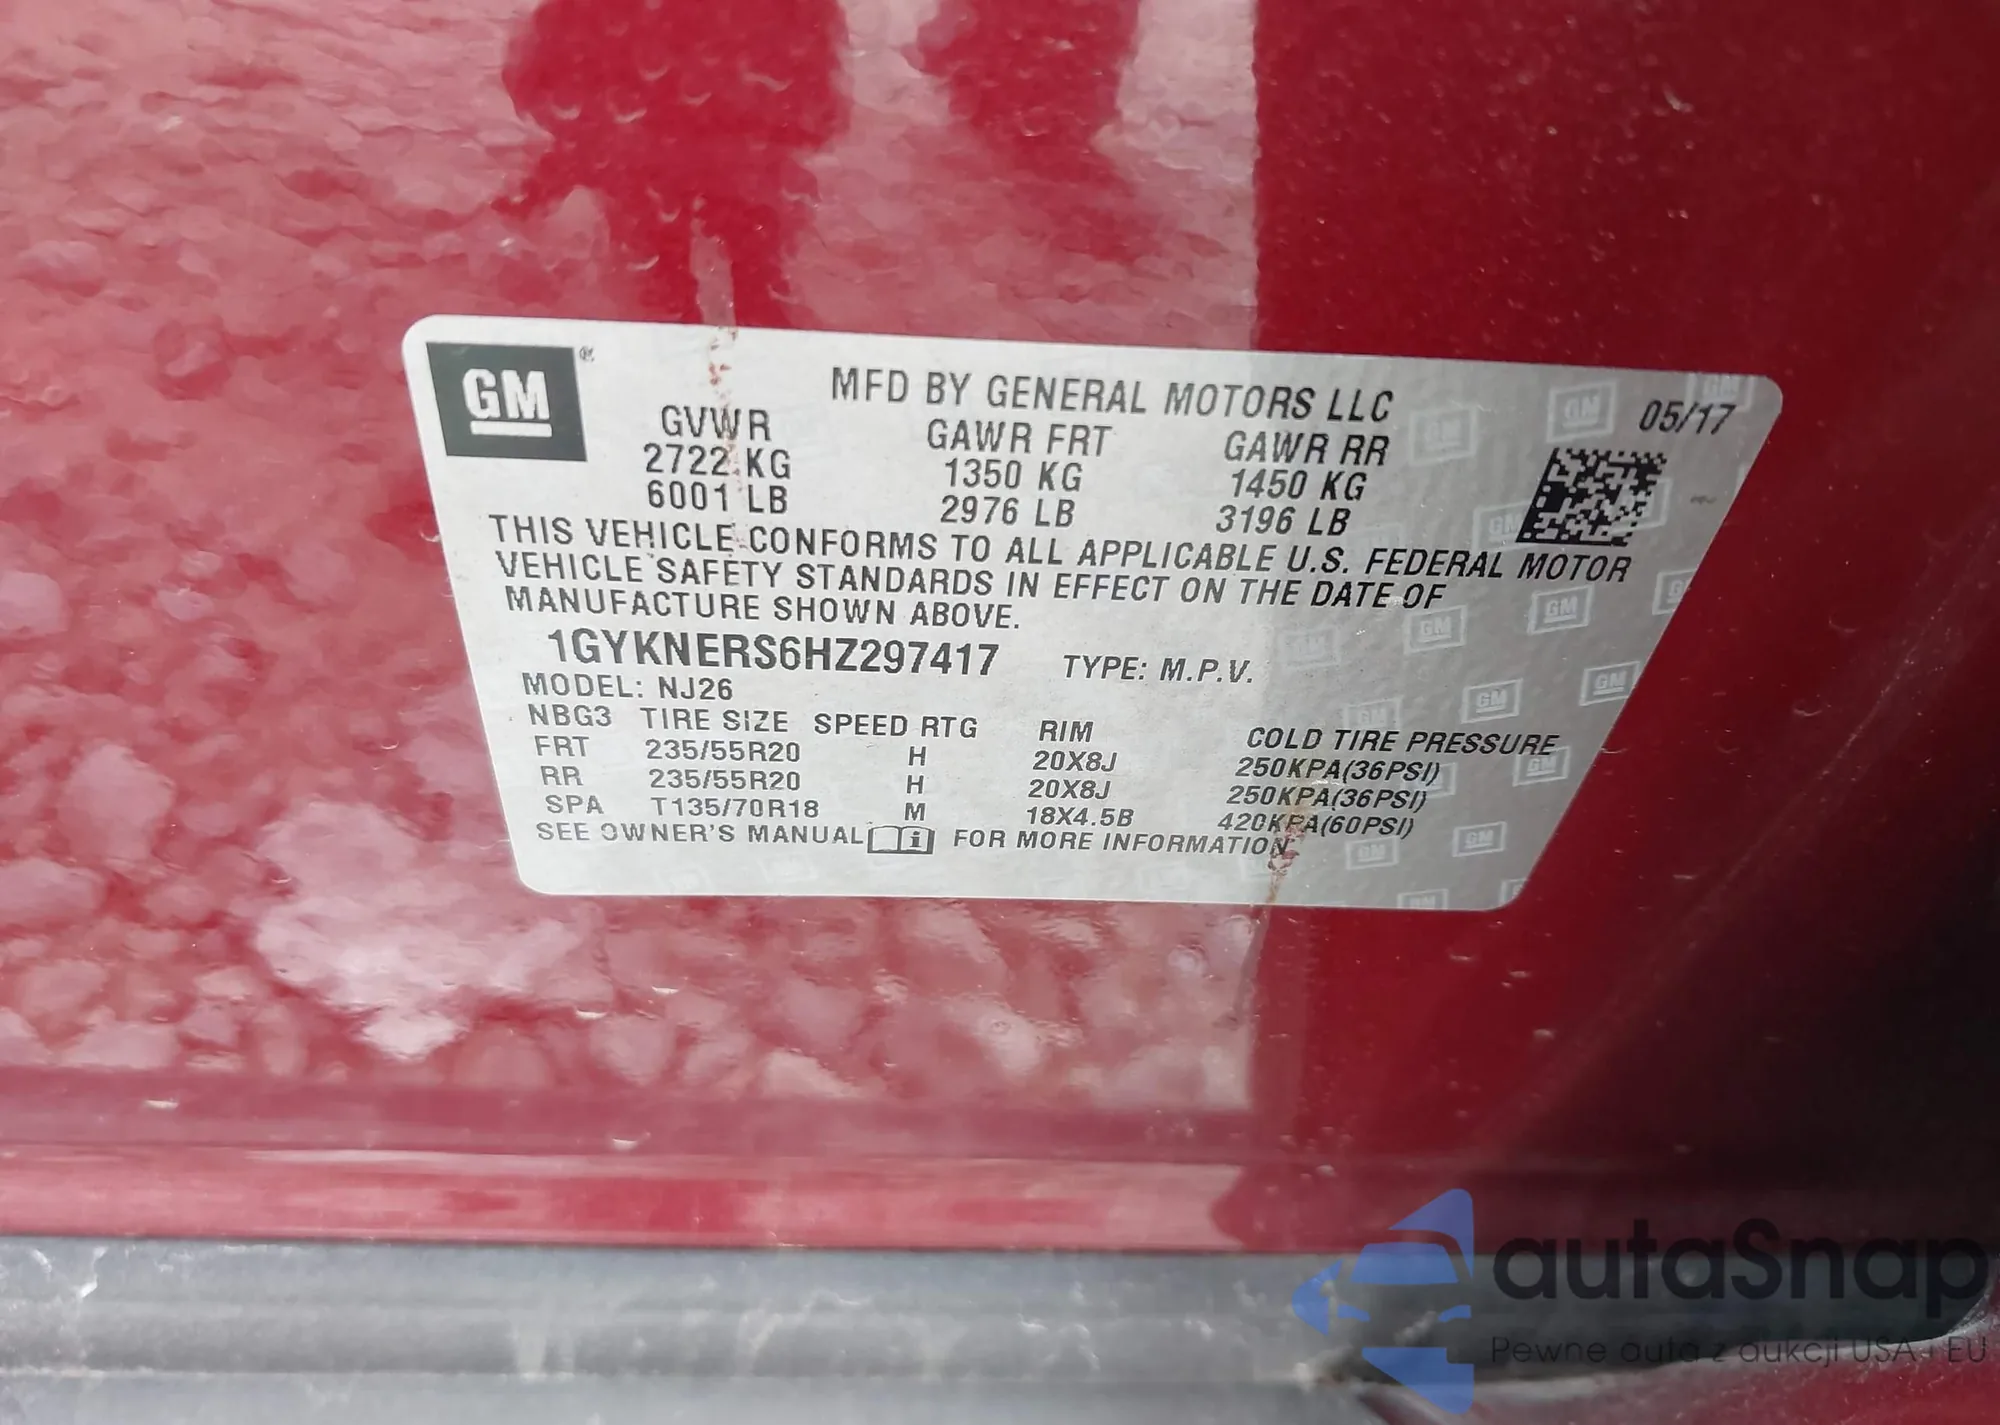 GM ®
MFD BY GENERAL MOTORS LLC
05/17
GVWR GAWR FRT GAWR RR
2722 KG 1350 KG 1450 KG
6001 LB 2976 LB 3196 LB
THIS VEHICLE CONFORMS TO ALL APPLICABLE U.S. FEDERAL MOTOR
VEHICLE SAFETY STANDARDS IN EFFECT ON THE DATE OF
MANUFACTURE SHOWN ABOVE.
1GYKNERS6HZ297417 TYPE: M.P.V.
MODEL: NJ26
NBG3 TIRE SIZE SPEED RTG RIM COLD TIRE PRESSURE
FRT 235/55R20 H 20X8J 250KPA(36PSI)
RR 235/55R20 H 20X8J 250KPA(36PSI)
SPA T135/70R18 M 18X4.5B 420KPA(60PSI)
SEE OWNER'S MANUAL i FOR MORE INFORMATION
autaSnap
Pewne auta z aukcji USA i EU